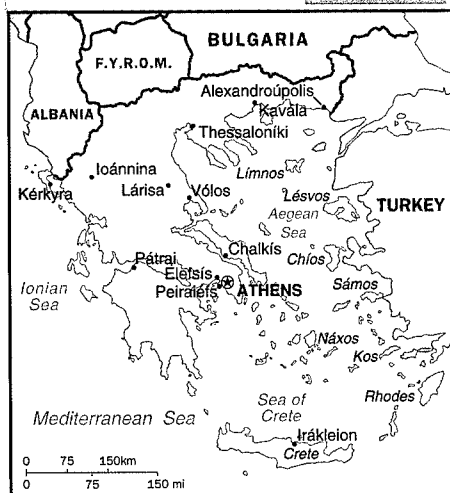 BULGARIA
F.Y.R.O.M.
Alexandroúpolis
ALBANIA
Kavála
Thessaloníki
Ioánnina
Límnos
Kérkyra
Lárisa
Vólos
Lésvos
TURKEY
Aegean
Sea
Chalkís
Chíos
Pátrai
Elefsís
Ionian
Sea
Peiraiéfs
ATHENS
Sámos
Náxos
Kos
Rhodes
Sea of
Crete
Mediterranean Sea
Irákleion
Crete
0 75 150km
0 75 150 mi